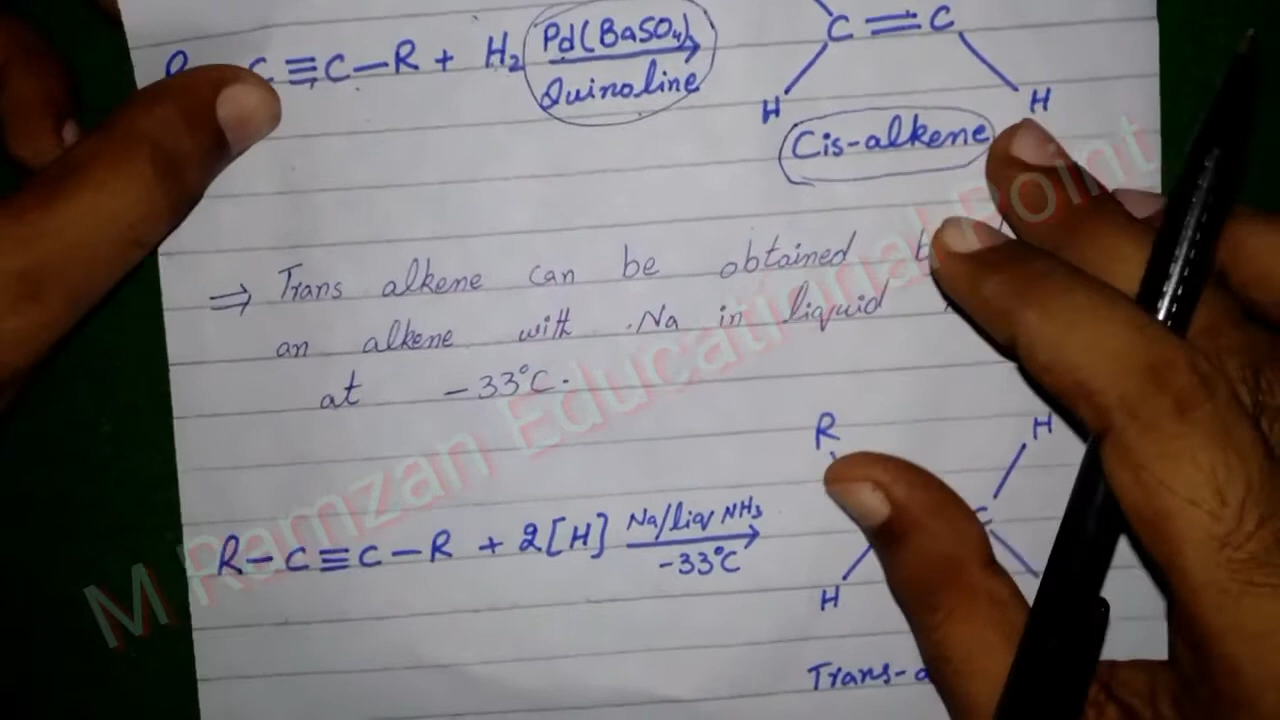 C≡C—R + H₂ Pd(BaSO₄) C=C
Quinoline
H H
Cis-alkene
⇒ Trans alkene can be obtained
an alkene with Na in liquid
at -33°C.
R H
R—C≡C—R + 2[H] Na/liq NH₃ C
-33°C
H
Trans-
M Ramzan Educational Point